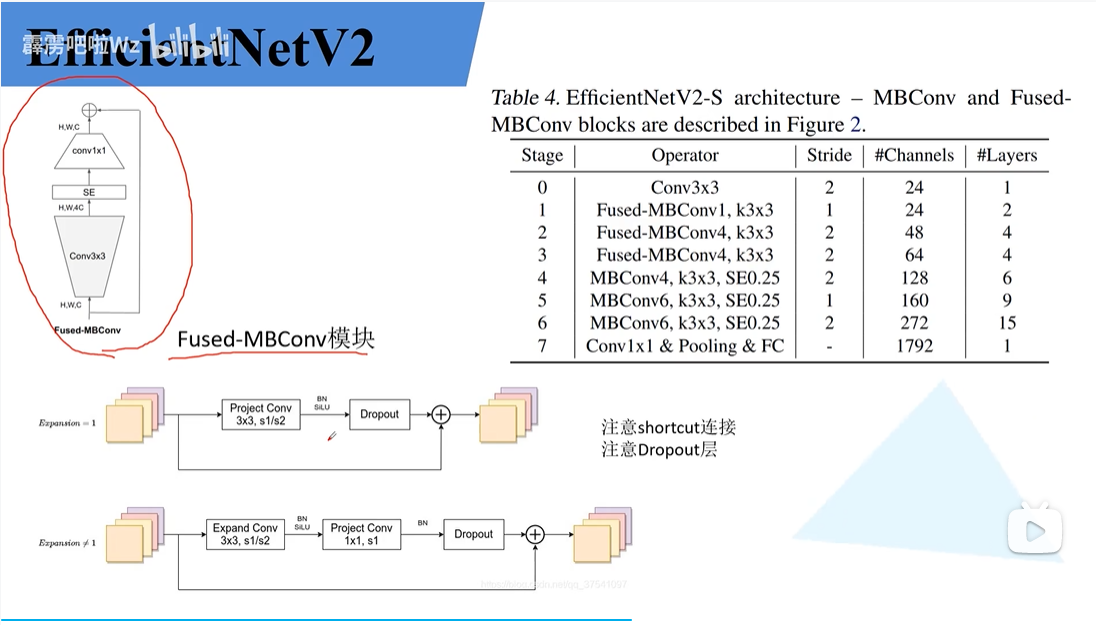 EfficientNetV2
霹雳吧啦Wz bilibili
H,W,C
conv1x1
SE
H,W,4C
Conv3x3
H,W,C
Fused-MBConv
Fused-MBConv模块
Table 4. EfficientNetV2-S architecture – MBConv and Fused-
MBConv blocks are described in Figure 2.
Stage Operator Stride #Channels #Layers
0 Conv3x3 2 24 1
1 Fused-MBConv1, k3x3 1 24 2
2 Fused-MBConv4, k3x3 2 48 4
3 Fused-MBConv4, k3x3 2 64 4
4 MBConv4, k3x3, SE0.25 2 128 6
5 MBConv6, k3x3, SE0.25 1 160 9
6 MBConv6, k3x3, SE0.25 2 272 15
7 Conv1x1 & Pooling & FC - 1792 1
Expansion = 1
Project Conv
3x3, s1/s2
BN
SiLU
Dropout
注意shortcut连接
注意Dropout层
Expansion ≠ 1
Expand Conv
3x3, s1/s2
BN
SiLU
Project Conv
1x1, s1
BN
Dropout
https://blog.csdn.net/qq_37541097